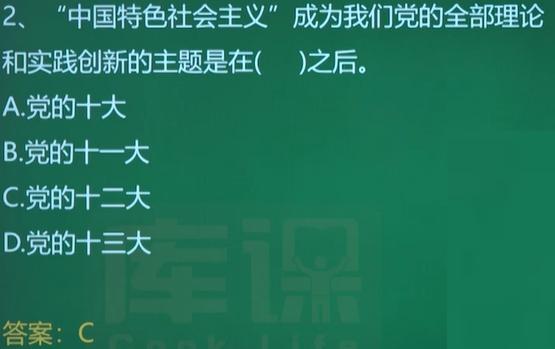 2、“中国特色社会主义”成为我们党的全部理论
和实践创新的主题是在(  )之后。
A.党的十大
B.党的十一大
C.党的十二大
D.党的十三大
库课
Cook Life
答案：C